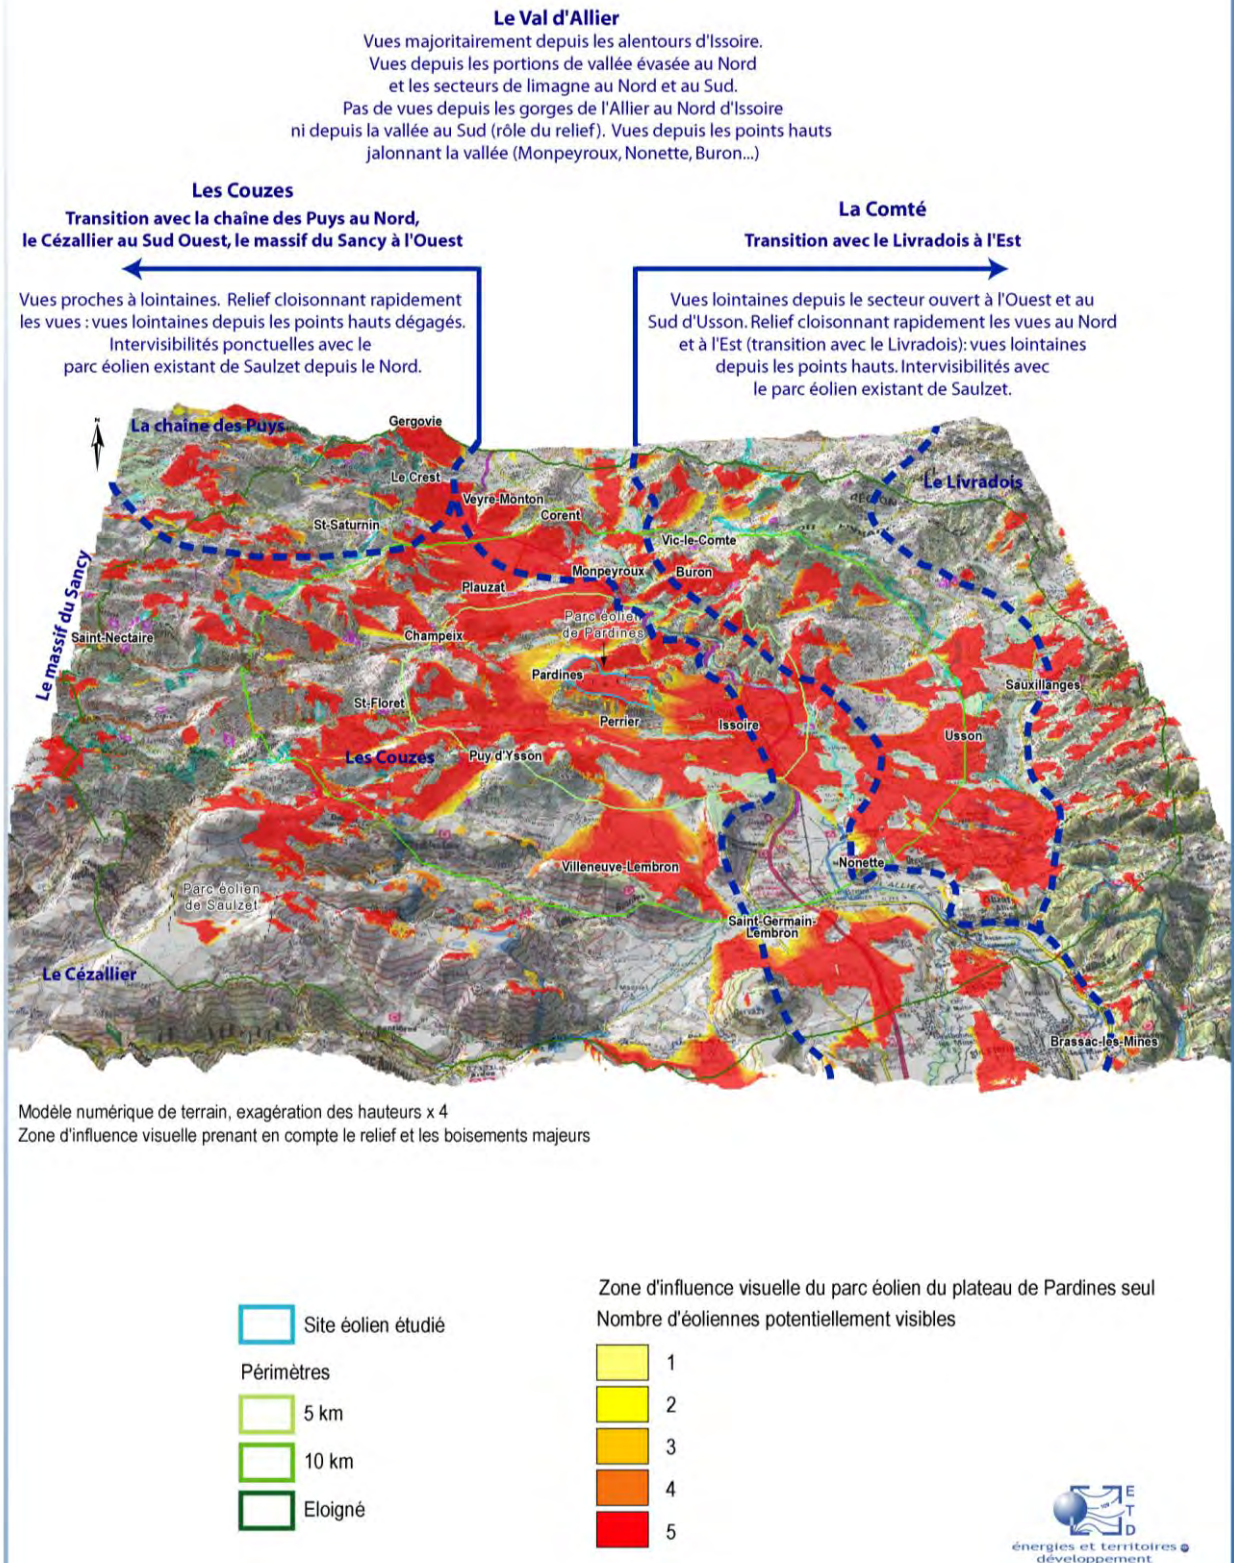 Le Val d'Allier
Vues majoritairement depuis les alentours d'Issoire.
Vues depuis les portions de vallée évasée au Nord
et les secteurs de limagne au Nord et au Sud.
Pas de vues depuis les gorges de l'Allier au Nord d'Issoire
ni depuis la vallée au Sud (rôle du relief). Vues depuis les points hauts
jalonnant la vallée (Monpeyroux, Nonette, Buron...)
Les Couzes
Transition avec la chaîne des Puys au Nord,
le Cézallier au Sud Ouest, le massif du Sancy à l'Ouest
Vues proches à lointaines. Relief cloisonnant rapidement
les vues : vues lointaines depuis les points hauts dégagés.
Intervisibilités ponctuelles avec le
parc éolien existant de Saulzet depuis le Nord.
La Comté
Transition avec le Livradois à l'Est
Vues lointaines depuis le secteur ouvert à l'Ouest et au
Sud d'Usson. Relief cloisonnant rapidement les vues au Nord
et à l'Est (transition avec le Livradois): vues lointaines
depuis les points hauts. Intervisibilités avec
le parc éolien existant de Saulzet.
N
La chaîne des Puys
Gergovie
Le Crest
Le Livradois
Veyre-Monton
Corent
St-Saturnin
Vic-le-Comte
Monpeyroux
Buron
Plauzat
Le massif du Sancy
Parc éolien
de Pardines
Saint-Nectaire
Champeix
Pardines
Sauxillanges
St-Floret
Perrier
Issoire
Usson
Les Couzes
Puy d'Ysson
Villeneuve-Lembron
Nonette
ALLIER
Parc éolien
de Saulzet
Saint-Germain-
Lembron
Le Cézallier
Brassac-les-Mines
Modèle numérique de terrain, exagération des hauteurs x 4
Zone d'influence visuelle prenant en compte le relief et les boisements majeurs
Site éolien étudié
Périmètres
5 km
10 km
Eloigné
Zone d'influence visuelle du parc éolien du plateau de Pardines seul
Nombre d'éoliennes potentiellement visibles
1
2
3
4
5
E
T
D
énergies et territoires
développement